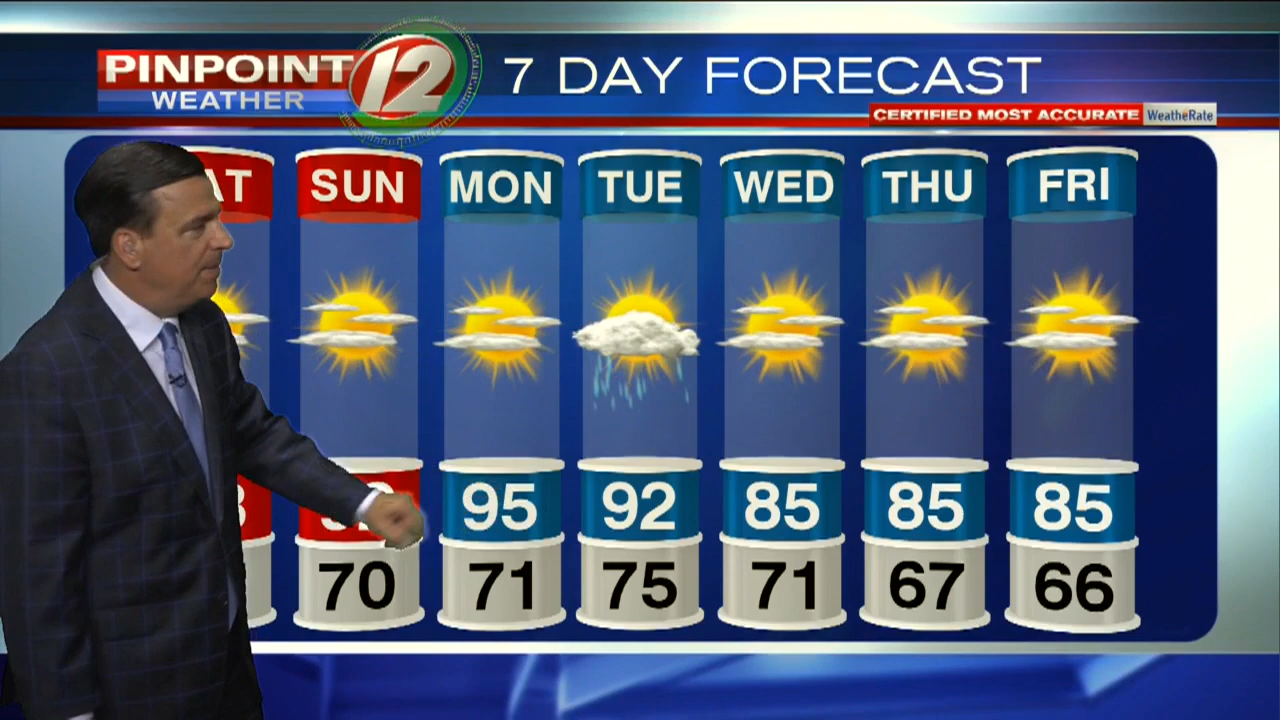 PINPOINT 12
WEATHER
7 DAY FORECAST
CERTIFIED MOST ACCURATE WeatheRate
SUN MON TUE WED THU FRI
95 92 85 85 85
70 71 75 71 67 66